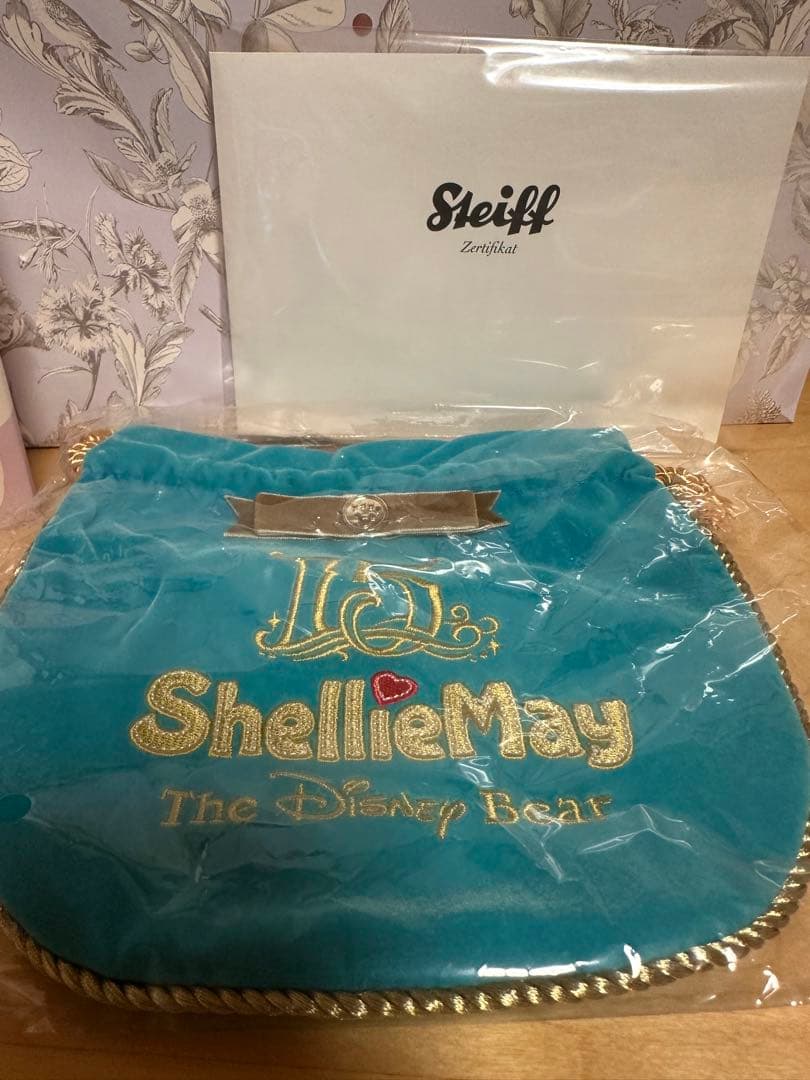 Steiff
Zertifikat
15
ShellieMay
The Disney Bear